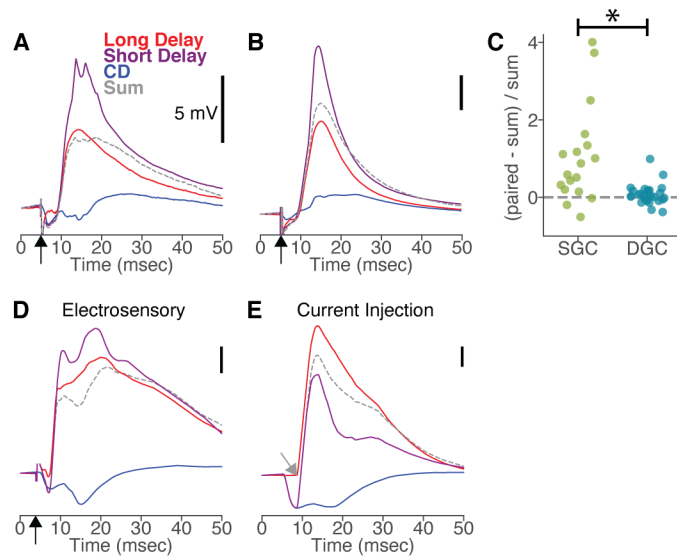 A
Long Delay
Short Delay
CD
Sum
5 mV
0 10 20 30 40 50
Time (msec)
B
0 10 20 30 40 50
Time (msec)
C
*
(paired - sum) / sum
4
2
0
SGC DGC
D Electrosensory
0 10 20 30 40 50
Time (msec)
E Current Injection
0 10 20 30 40 50
Time (msec)